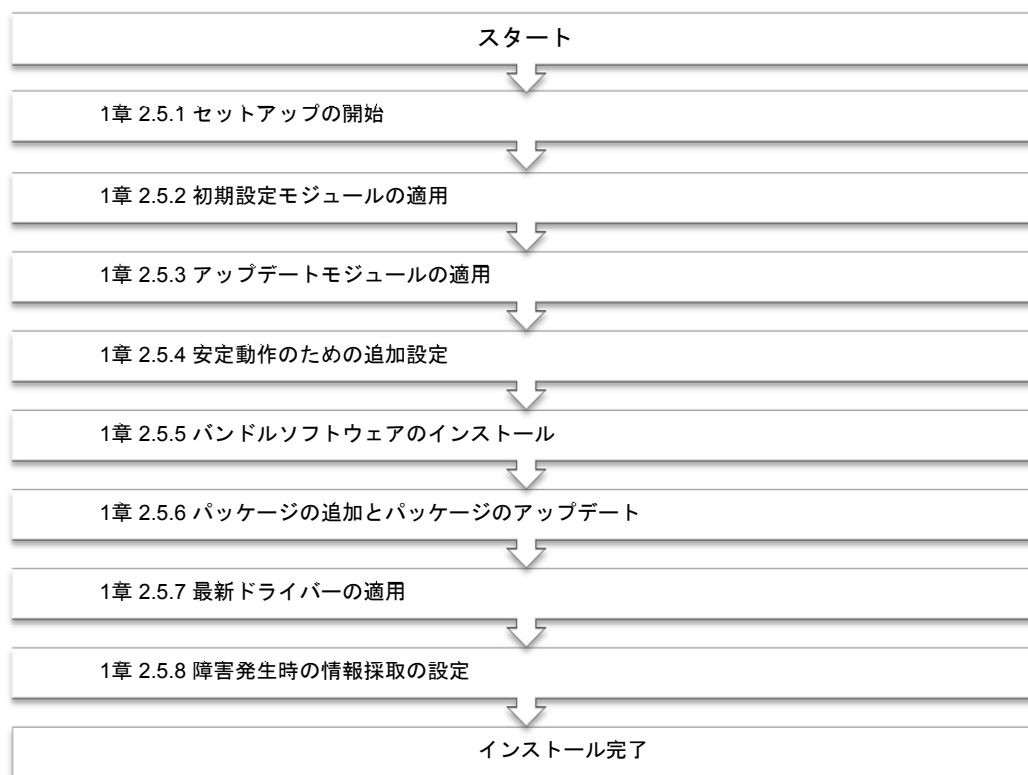 スタート
1章 2.5.1 セットアップの開始
1章 2.5.2 初期設定モジュールの適用
1章 2.5.3 アップデートモジュールの適用
1章 2.5.4 安定動作のための追加設定
1章 2.5.5 バンドルソフトウェアのインストール
1章 2.5.6 パッケージの追加とパッケージのアップデート
1章 2.5.7 最新ドライバーの適用
1章 2.5.8 障害発生時の情報採取の設定
インストール完了